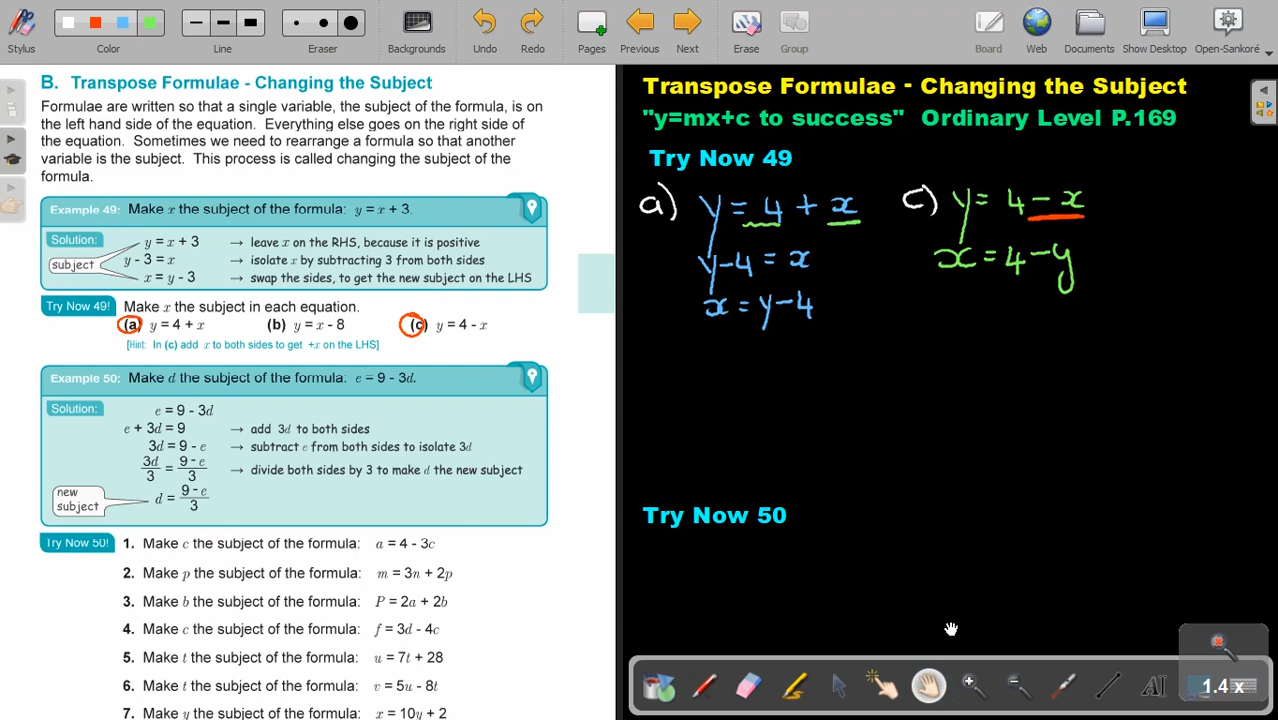 Stylus Color Line Eraser Backgrounds Undo Redo Pages Previous Next Erase Group Board Web Documents Show Desktop Open-Sankoré
B. Transpose Formulae - Changing the Subject
Formulae are written so that a single variable, the subject of the formula, is on
the left hand side of the equation. Everything else goes on the right side of
the equation. Sometimes we need to rearrange a formula so that another
variable is the subject. This process is called changing the subject of the
formula.
Example 49: Make x the subject of the formula: y = x + 3.
Solution:
subject
y = x + 3 → leave x on the RHS, because it is positive
y - 3 = x → isolate x by subtracting 3 from both sides
x = y - 3 → swap the sides, to get the new subject on the LHS
Try Now 49! Make x the subject in each equation.
(a) y = 4 + x (b) y = x - 8 (c) y = 4 - x
[Hint: In (c) add x to both sides to get +x on the LHS]
Example 50: Make d the subject of the formula: e = 9 - 3d.
Solution:
e = 9 - 3d
e + 3d = 9 → add 3d to both sides
3d = 9 - e → subtract e from both sides to isolate 3d
3d/3 = 9 - e/3 → divide both sides by 3 to make d the new subject
new
subject
d = 9 - e/3
Try Now 50! 1. Make c the subject of the formula: a = 4 - 3c
2. Make p the subject of the formula: m = 3n + 2p
3. Make b the subject of the formula: P = 2a + 2b
4. Make c the subject of the formula: f = 3d - 4c
5. Make t the subject of the formula: u = 7t + 28
6. Make t the subject of the formula: v = 5u - 8t
7. Make y the subject of the formula: x = 10y + 2
Transpose Formulae - Changing the Subject
"y=mx+c to success" Ordinary Level P.169
Try Now 49
a) y = 4 + x
y-4 = x
x = y-4
c) y = 4 - x
x = 4 - y
Try Now 50
1.4 x